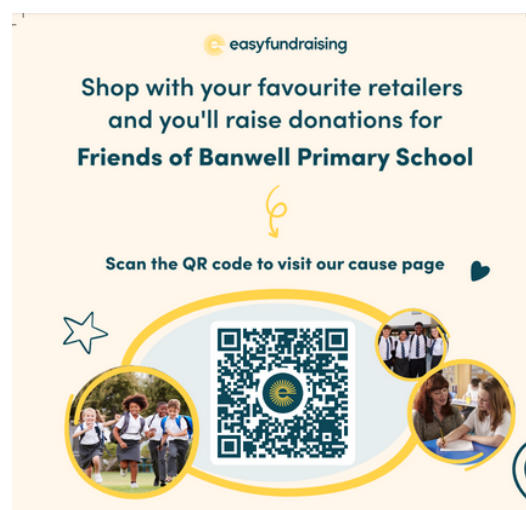 easyfundraising
Shop with your favourite retailers
and you'll raise donations for
Friends of Banwell Primary School
Scan the QR code to visit our cause page